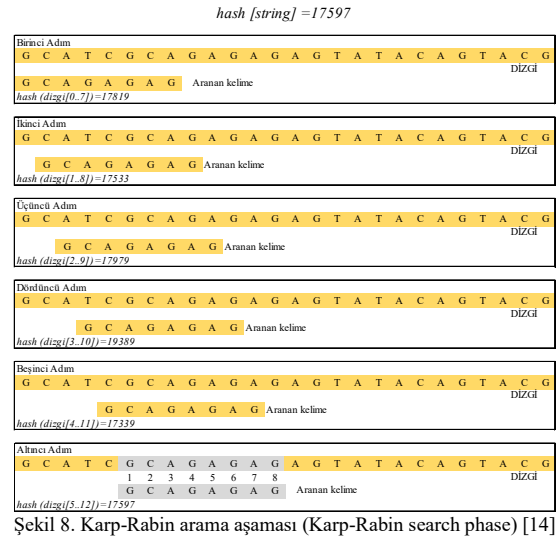 hash [string] =17597
Birinci Adım
G C A T C G C A G A G A G A G T A T A C A G T A C G
DİZGİ
G C A G A G A G Aranan kelime
hash (dizgi[0..7])=17819
İkinci Adım
G C A T C G C A G A G A G A G T A T A C A G T A C G
DİZGİ
G C A G A G A G Aranan kelime
hash (dizgi[1..8])=17533
Üçüncü Adım
G C A T C G C A G A G A G A G T A T A C A G T A C G
DİZGİ
G C A G A G A G Aranan kelime
hash (dizgi[2..9])=17979
Dördüncü Adım
G C A T C G C A G A G A G A G T A T A C A G T A C G
DİZGİ
G C A G A G A G Aranan kelime
hash (dizgi[3..10])=19389
Beşinci Adım
G C A T C G C A G A G A G A G T A T A C A G T A C G
DİZGİ
G C A G A G A G Aranan kelime
hash (dizgi[4..11])=17339
Altıncı Adım
G C A T C G C A G A G A G A G T A T A C A G T A C G
1 2 3 4 5 6 7 8 DİZGİ
G C A G A G A G Aranan kelime
hash (dizgi[5..12])=17597
Şekil 8. Karp-Rabin arama aşaması (Karp-Rabin search phase) [14]